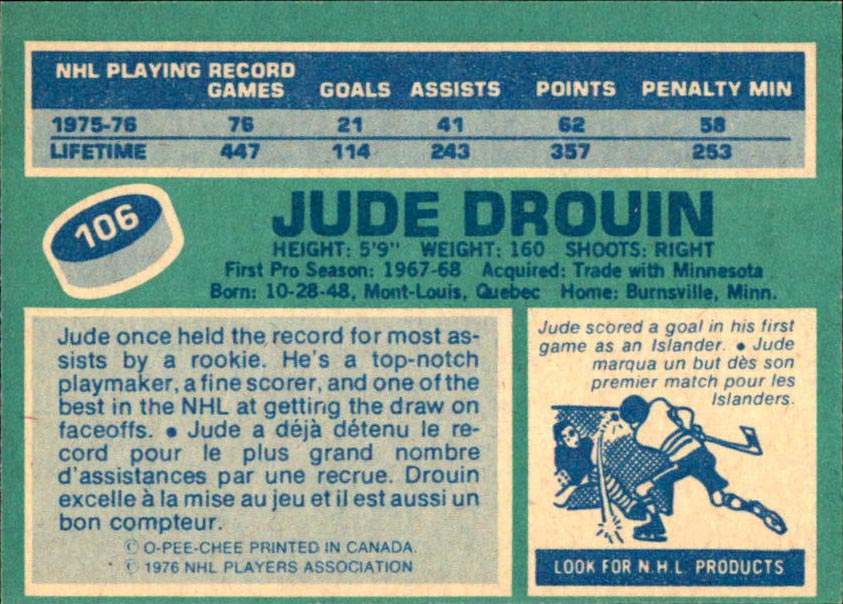 NHL PLAYING RECORD
GAMES GOALS ASSISTS POINTS PENALTY MIN
1975-76 76 21 41 62 58
LIFETIME 447 114 243 357 253
106
JUDE DROUIN
HEIGHT: 5'9" WEIGHT: 160 SHOOTS: RIGHT
First Pro Season: 1967-68 Acquired: Trade with Minnesota
Born: 10-28-48, Mont-Louis, Quebec Home: Burnsville, Minn.
Jude once held the record for most as-
sists by a rookie. He's a top-notch
playmaker, a fine scorer, and one of the
best in the NHL at getting the draw on
faceoffs. • Jude a déjà détenu le re-
cord pour le plus grand nombre
d'assistances par une recrue. Drouin
excelle à la mise au jeu et il est aussi un
bon compteur.
© O-PEE-CHEE PRINTED IN CANADA.
© 1976 NHL PLAYERS ASSOCIATION
Jude scored a goal in his first
game as an Islander. • Jude
marqua un but dès son
premier match pour les
Islanders.
LOOK FOR N.H.L. PRODUCTS